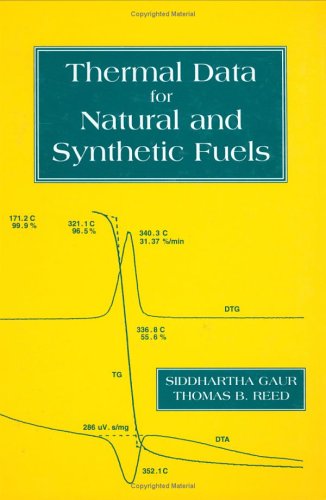 Thermal Data
for
Natural and
Synthetic Fuels
171.2 C
99.9 %
321.1 C
96.5 %
340.3 C
31.37 %/min
DTG
336.8 C
55.6 %
TG
SIDDHARTHA GAUR
THOMAS B. REED
286 uV. s/mg
DTA
352.1 C
Copyrighted Material
Copyrighted Material